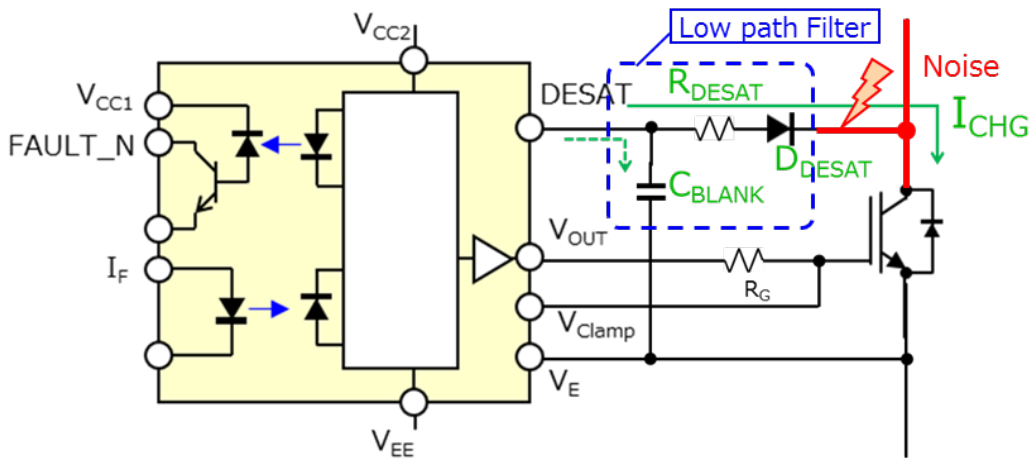 Low path Filter
VCC2
Noise
VCC1
DESAT
RDESAT
ICHG
FAULT_N
DDESAT
CBLANK
VOUT
IF
RG
VClamp
VE
VEE